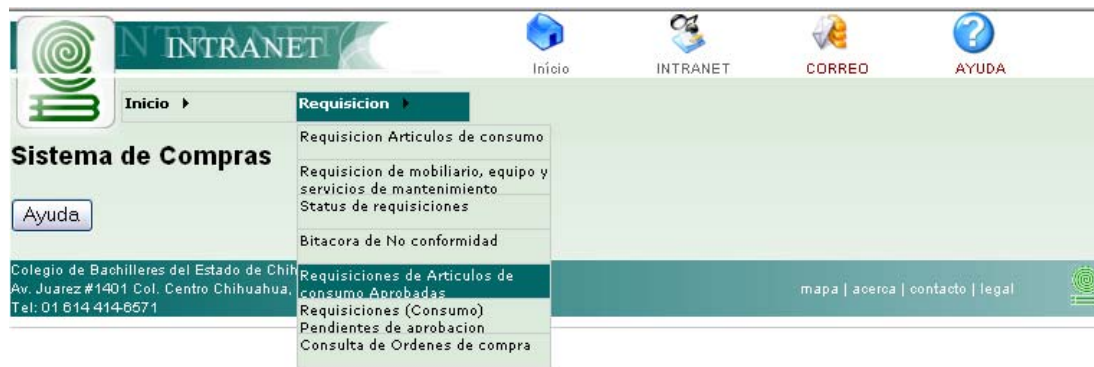 INTRANET
Início
INTRANET
CORREO
AYUDA
Inicio
Requisicion
Requisicion Articulos de consumo
Sistema de Compras
Requisicion de mobiliario, equipo y
servicios de mantenimiento
Status de requisiciones
Ayuda
Bitacora de No conformidad
Colegio de Bachilleres del Estado de Chih
Requisiciones de Articulos de
Av. Juarez #1401 Col. Centro Chihuahua,
consumo Aprobadas
mapa | acerca | contacto | legal
Tel: 01 614 414-6571
Requisiciones (Consumo)
Pendientes de aprobacion
Consulta de Ordenes de compra